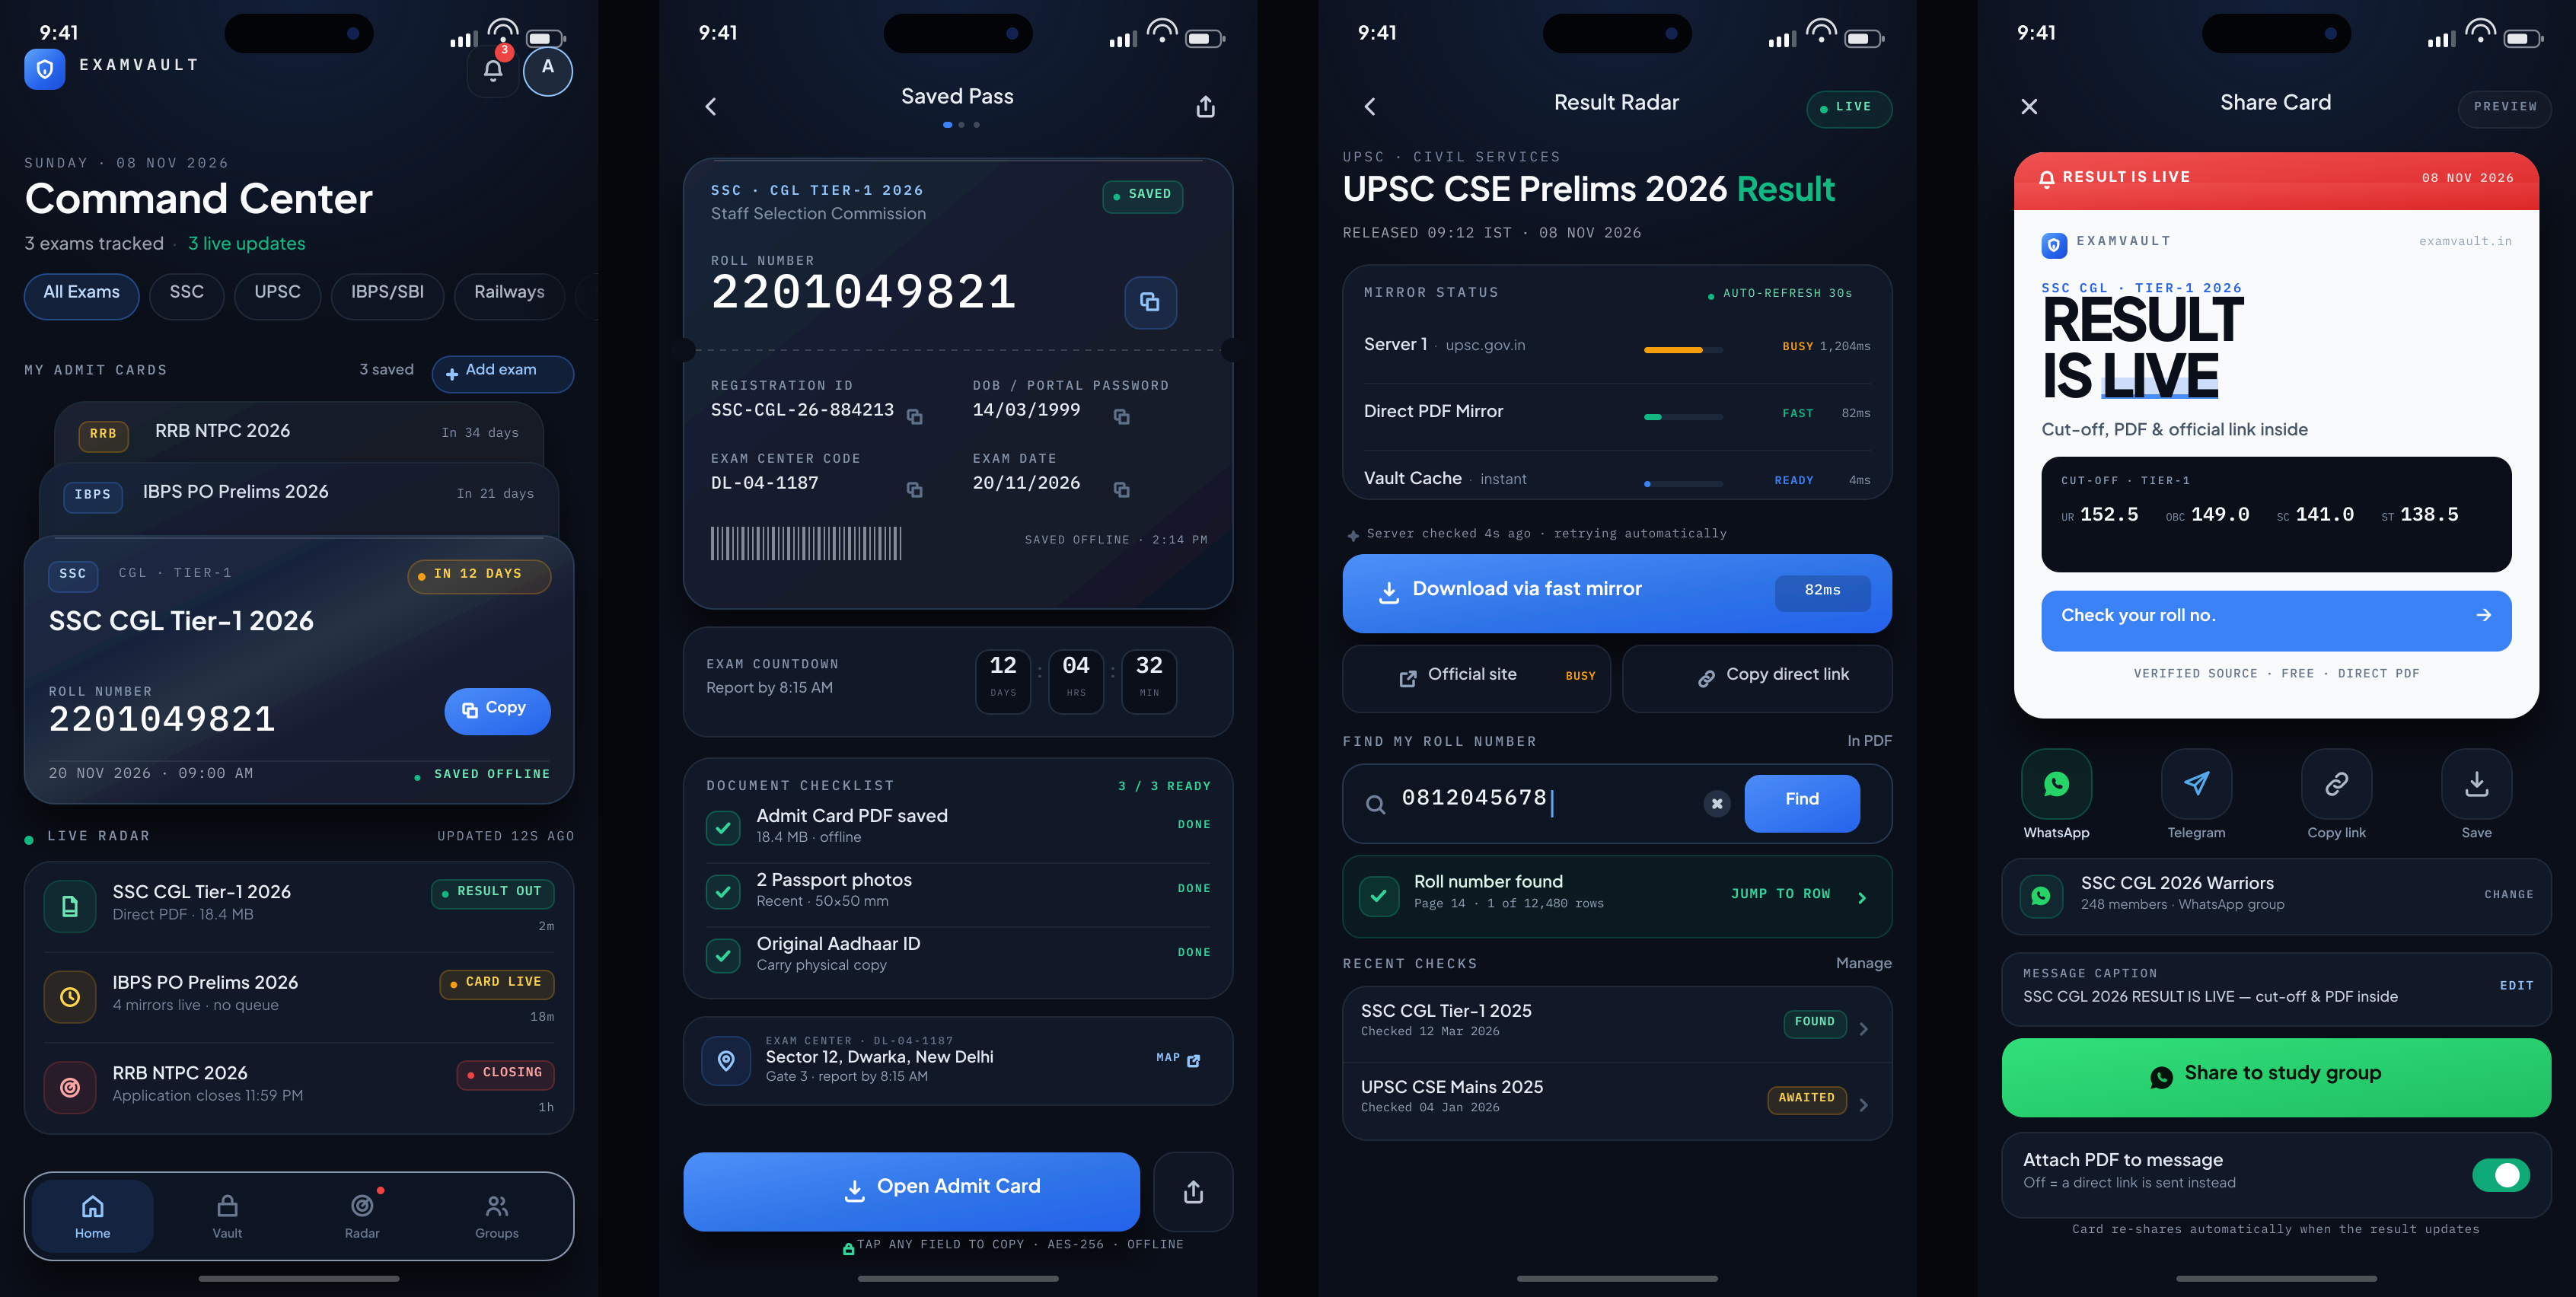 9:41
EXAMVAULT
3
A
SUNDAY · 08 NOV 2026
Command Center
3 exams tracked · 3 live updates
All Exams SSC UPSC IBPS/SBI Railways
MY ADMIT CARDS 3 saved Add exam
RRB RRB NTPC 2026 In 34 days
IBPS IBPS PO Prelims 2026 In 21 days
SSC CGL · TIER-1 IN 12 DAYS
SSC CGL Tier-1 2026
ROLL NUMBER
2201049821 Copy
20 NOV 2026 · 09:00 AM SAVED OFFLINE
LIVE RADAR UPDATED 12S AGO
SSC CGL Tier-1 2026 RESULT OUT
Direct PDF · 18.4 MB
2m
IBPS PO Prelims 2026 CARD LIVE
4 mirrors live · no queue
18m
RRB NTPC 2026 CLOSING
Application closes 11:59 PM
1h
Home Vault Radar Groups
9:41
Saved Pass
SSC · CGL TIER-1 2026 SAVED
Staff Selection Commission
ROLL NUMBER
2201049821
REGISTRATION ID DOB / PORTAL PASSWORD
SSC-CGL-26-884213 14/03/1999
EXAM CENTER CODE EXAM DATE
DL-04-1187 20/11/2026
SAVED OFFLINE · 2:14 PM
EXAM COUNTDOWN 12 : 04 : 32
Report by 8:15 AM DAYS HRS MIN
DOCUMENT CHECKLIST 3 / 3 READY
Admit Card PDF saved DONE
18.4 MB · offline
2 Passport photos DONE
Recent · 50×50 mm
Original Aadhaar ID DONE
Carry physical copy
EXAM CENTER · DL-04-1187
Sector 12, Dwarka, New Delhi MAP
Gate 3 · report by 8:15 AM
Open Admit Card
TAP ANY FIELD TO COPY · AES-256 · OFFLINE
9:41
Result Radar LIVE
UPSC · CIVIL SERVICES
UPSC CSE Prelims 2026 Result
RELEASED 09:12 IST · 08 NOV 2026
MIRROR STATUS AUTO-REFRESH 30s
Server 1 · upsc.gov.in BUSY 1,204ms
Direct PDF Mirror FAST 82ms
Vault Cache · instant READY 4ms
Server checked 4s ago · retrying automatically
Download via fast mirror 82ms
Official site BUSY Copy direct link
FIND MY ROLL NUMBER In PDF
0812045678 Find
Roll number found JUMP TO ROW
Page 14 · 1 of 12,480 rows
RECENT CHECKS Manage
SSC CGL Tier-1 2025 FOUND
Checked 12 Mar 2026
UPSC CSE Mains 2025 AWAITED
Checked 04 Jan 2026
9:41
Share Card PREVIEW
RESULT IS LIVE 08 NOV 2026
EXAMVAULT examvault.in
SSC CGL · TIER-1 2026
RESULT
IS LIVE
Cut-off, PDF & official link inside
CUT-OFF · TIER-1
UR 152.5 OBC 149.0 SC 141.0 ST 138.5
Check your roll no.
VERIFIED SOURCE · FREE · DIRECT PDF
WhatsApp Telegram Copy link Save
SSC CGL 2026 Warriors CHANGE
248 members · WhatsApp group
MESSAGE CAPTION EDIT
SSC CGL 2026 RESULT IS LIVE — cut-off & PDF inside
Share to study group
Attach PDF to message
Off = a direct link is sent instead
Card re-shares automatically when the result updates